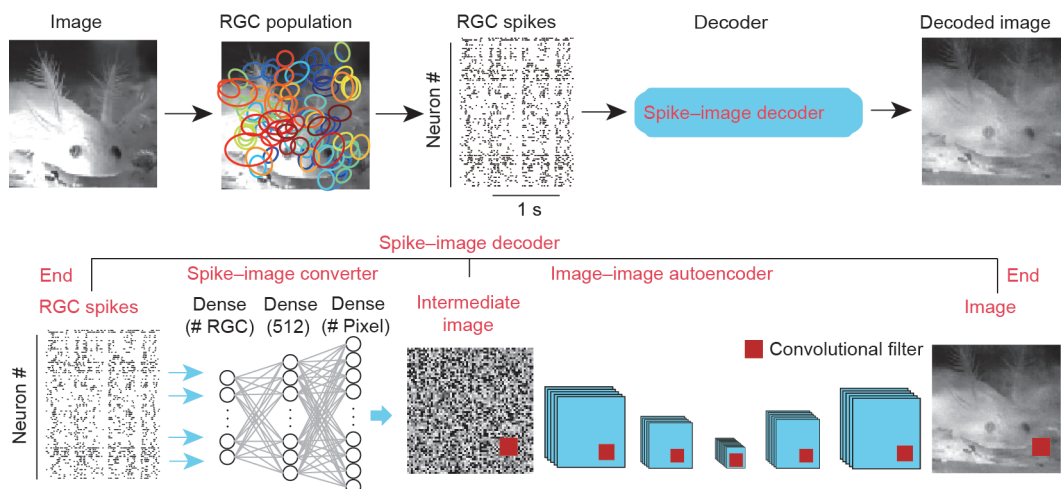 Image
RGC population
RGC spikes
Decoder
Decoded image
Neuron #
Spike–image decoder
1 s
Spike–image decoder
End
Spike–image converter
Image–image autoencoder
End
RGC spikes
Dense
(# RGC)
Dense
(512)
Dense
(# Pixel)
Intermediate
image
Image
Convolutional filter
Neuron #